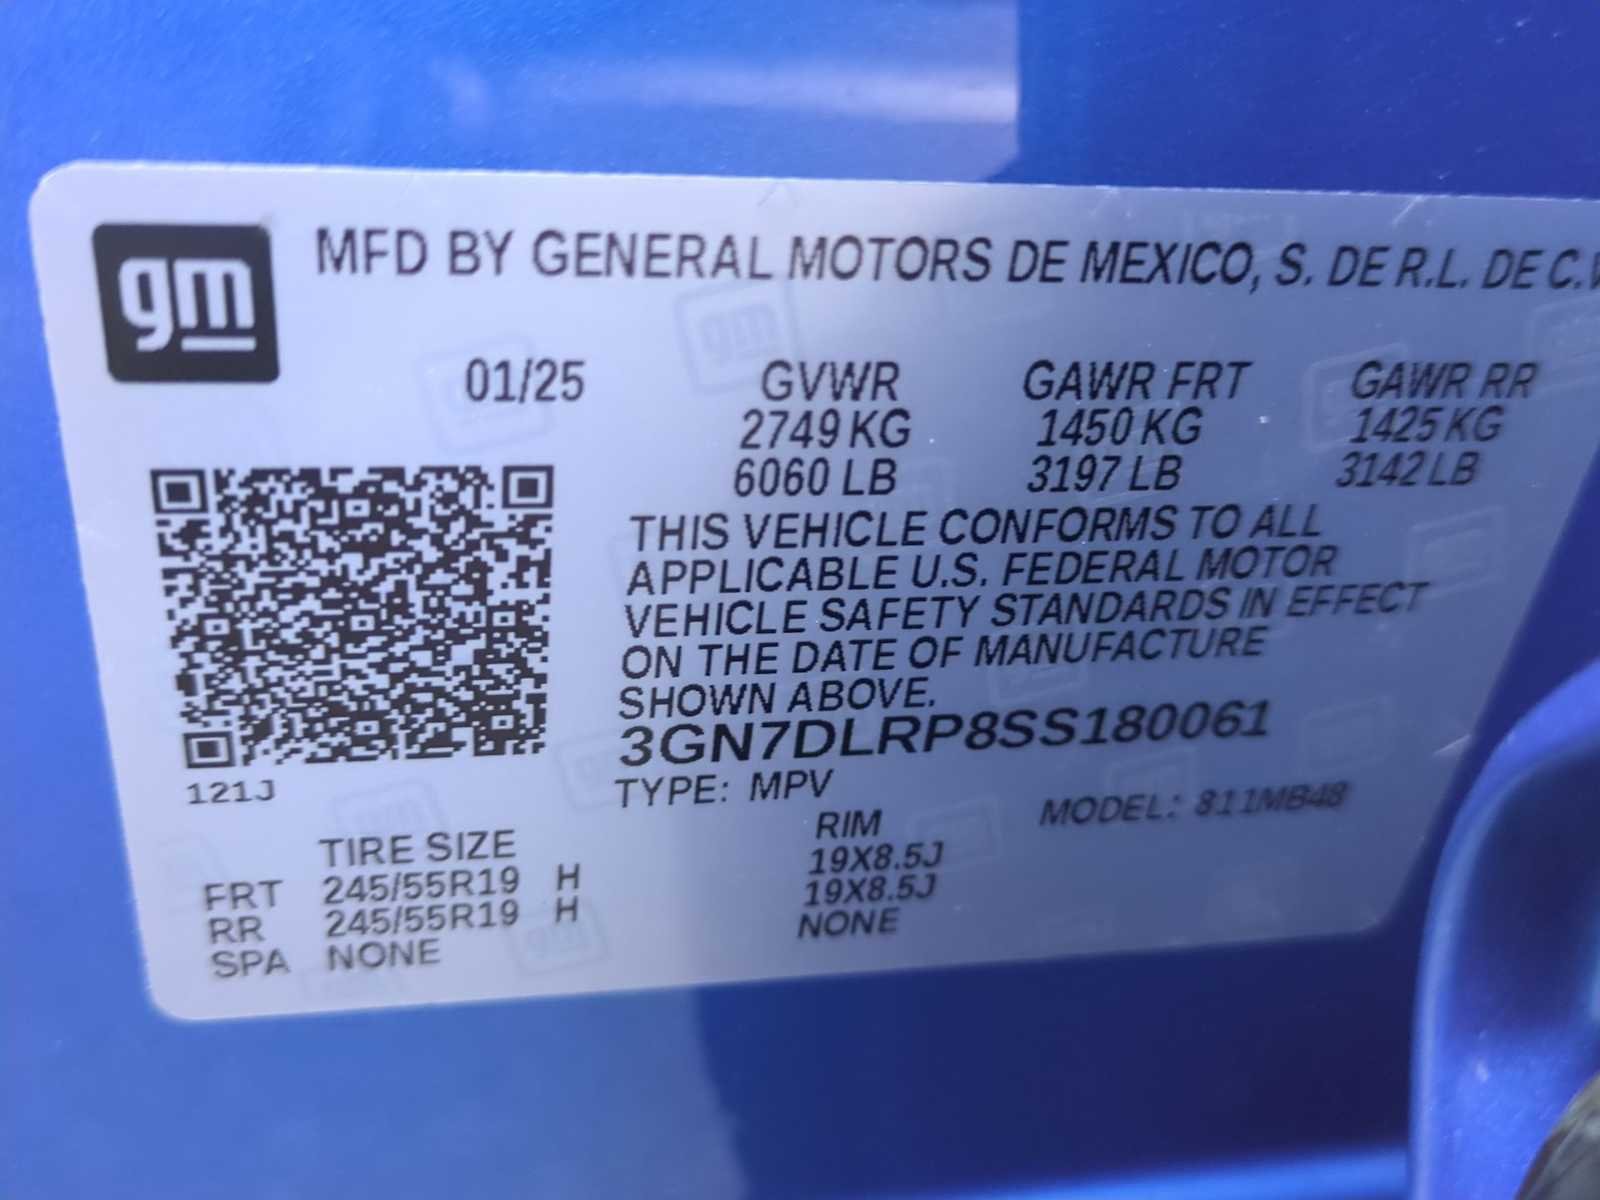 gm
MFD BY GENERAL MOTORS DE MEXICO, S. DE R.L. DE C.V
01/25 GVWR GAWR FRT GAWR RR
2749 KG 1450 KG 1425 KG
6060 LB 3197 LB 3142 LB
THIS VEHICLE CONFORMS TO ALL
APPLICABLE U.S. FEDERAL MOTOR
VEHICLE SAFETY STANDARDS IN EFFECT
ON THE DATE OF MANUFACTURE
SHOWN ABOVE.
3GN7DLRP8SS180061
121J
TYPE: MPV MODEL: 811MB48
TIRE SIZE RIM
FRT 245/55R19 H 19X8.5J
RR 245/55R19 H 19X8.5J
SPA NONE NONE